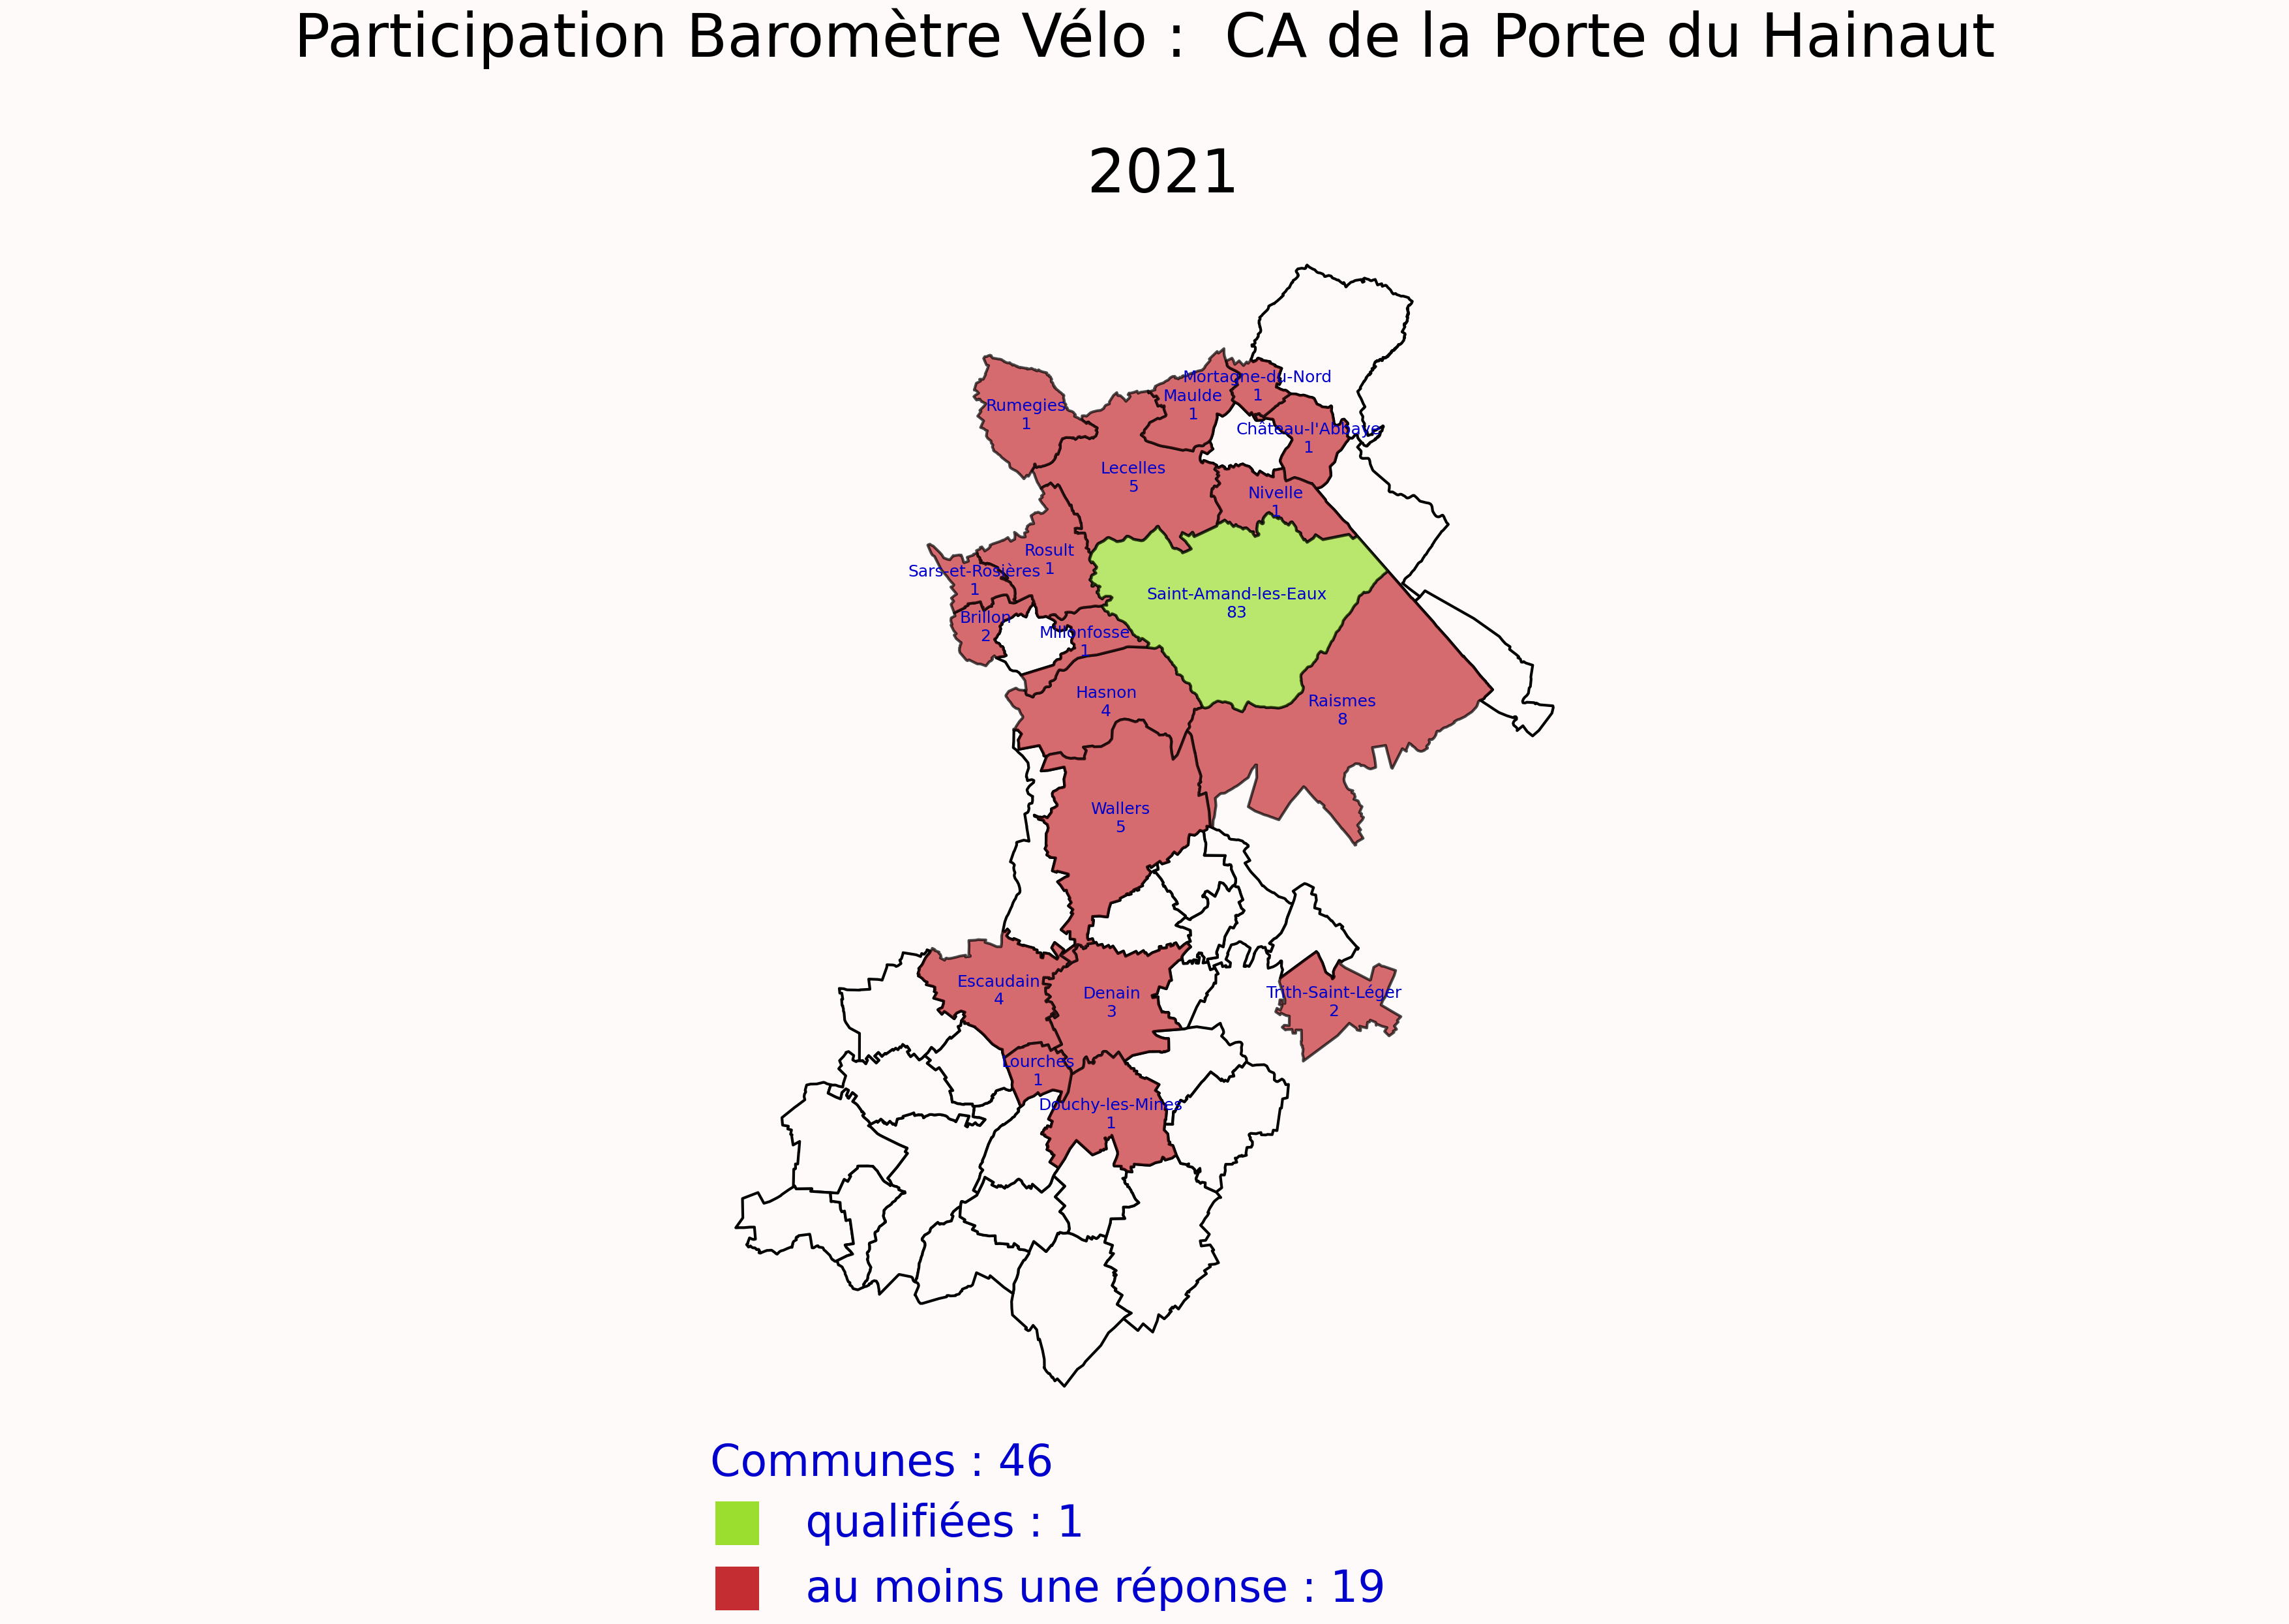 Participation Baromètre Vélo :  CA de la Porte du Hainaut
2021
Mortagne-du-Nord
1
Maulde
1
Rumegies
1
Château-l'Abbaye
1
Lecelles
5
Nivelle
1
Rosult
1
Sars-et-Rosières
1
Saint-Amand-les-Eaux
83
Brillon
2
Millonfosse
1
Hasnon
4
Raismes
8
Wallers
5
Escaudain
4
Denain
3
Trith-Saint-Léger
2
Lourches
1
Douchy-les-Mines
1
Communes : 46
qualifiées : 1
au moins une réponse : 19